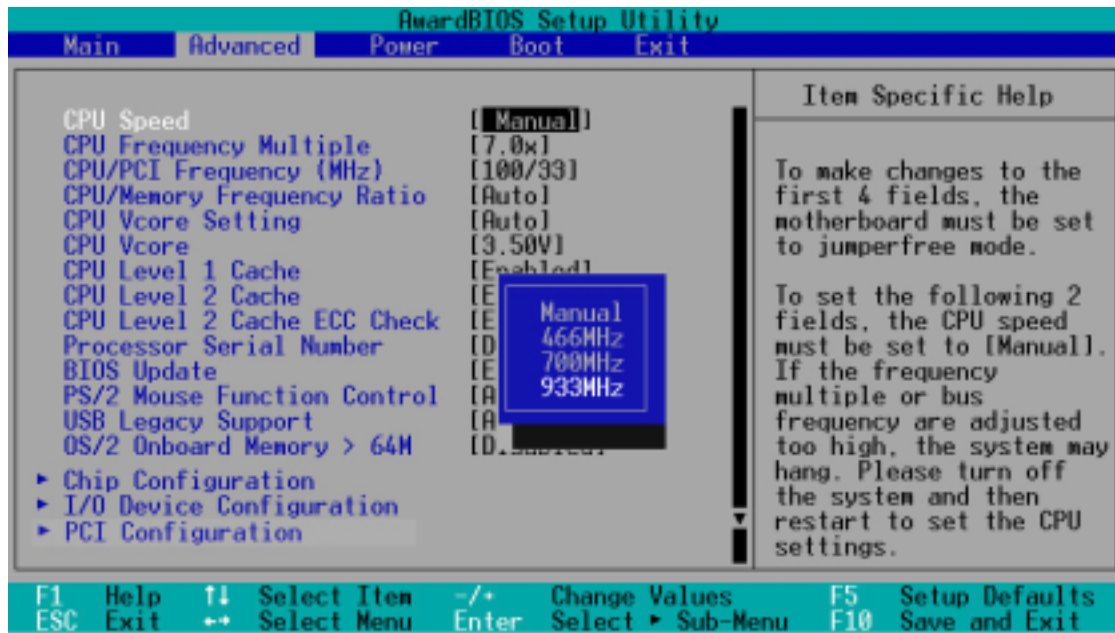 AwardBIOS Setup Utility
Main Advanced Power Boot Exit
CPU Speed [ Manual]
CPU Frequency Multiple [7.0x]
CPU/PCI Frequency (MHz) [100/33]
CPU/Memory Frequency Ratio [Auto]
CPU Vcore Setting [Auto]
CPU Vcore [3.50V]
CPU Level 1 Cache [Enabled]
CPU Level 2 Cache [E
CPU Level 2 Cache ECC Check [E
Processor Serial Number [D
BIOS Update [E
PS/2 Mouse Function Control [A
USB Legacy Support [A
OS/2 Onboard Memory > 64M [Disabled]
► Chip Configuration
► I/O Device Configuration
► PCI Configuration
Manual
466MHz
700MHz
933MHz
Item Specific Help
To make changes to the
first 4 fields, the
motherboard must be set
to jumperfree mode.
To set the following 2
fields, the CPU speed
must be set to [Manual].
If the frequency
multiple or bus
frequency are adjusted
too high, the system may
hang. Please turn off
the system and then
restart to set the CPU
settings.
F1 Help ↑↓ Select Item -/+ Change Values F5 Setup Defaults
ESC Exit ←→ Select Menu Enter Select ► Sub-Menu F10 Save and Exit